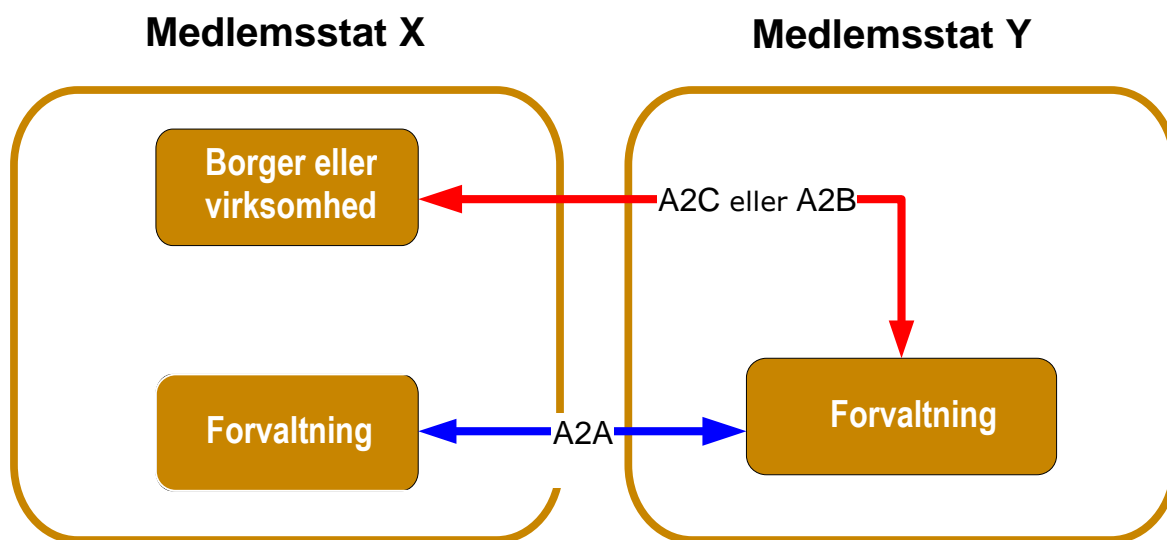 Medlemsstat X
Medlemsstat Y
Borger eller
virksomhed
A2C eller A2B
Forvaltning
A2A
Forvaltning